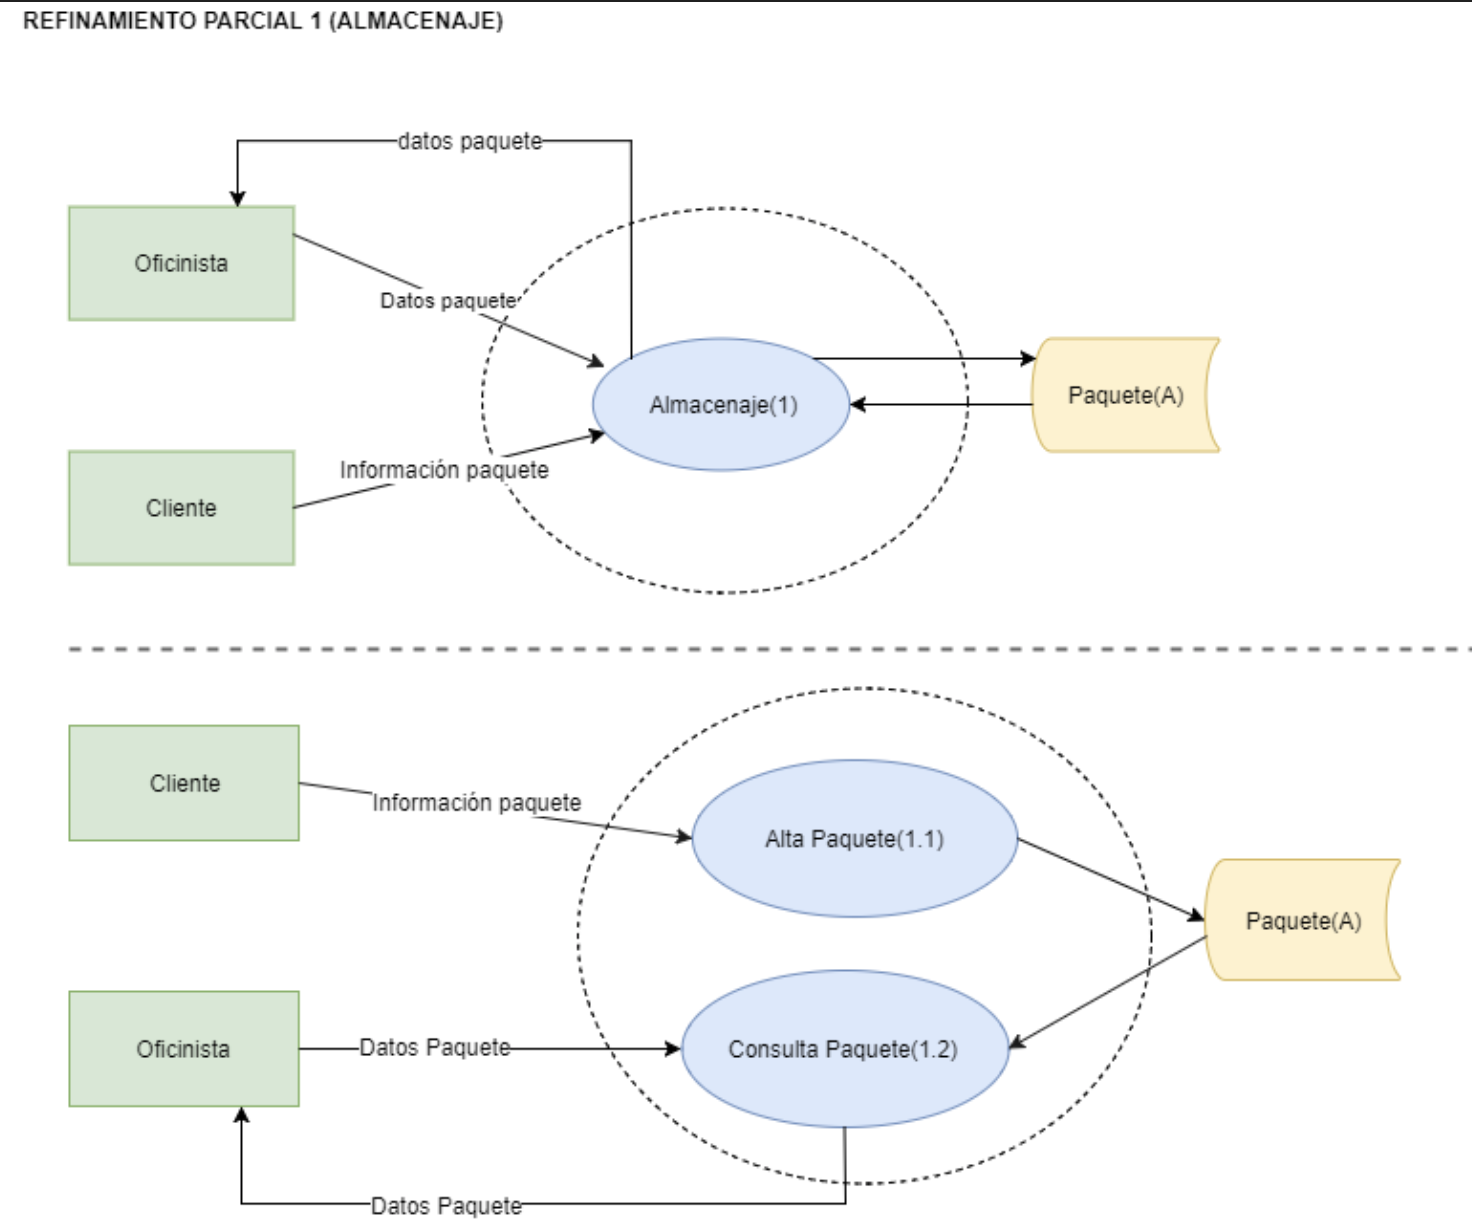 REFINAMIENTO PARCIAL 1 (ALMACENAJE)
datos paquete
Oficinista
Datos paquete
Almacenaje(1)
Paquete(A)
Información paquete
Cliente
Cliente
Información paquete
Alta Paquete(1.1)
Paquete(A)
Oficinista
Datos Paquete
Consulta Paquete(1.2)
Datos Paquete